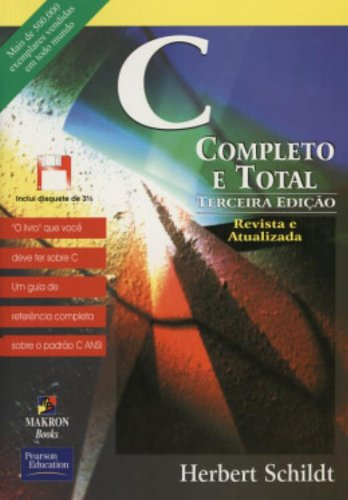 Mais de 500.000
exemplares vendidos
em todo mundo
C
COMPLETO
E TOTAL
TERCEIRA EDIÇÃO
Revista e
Atualizada
Inclui disquete de 3½
"O livro" que você
deve ter sobre C
Um guia de
referência completa
sobre o padrão C ANSI
MAKRON
Books
Pearson
Education
Herbert Schildt